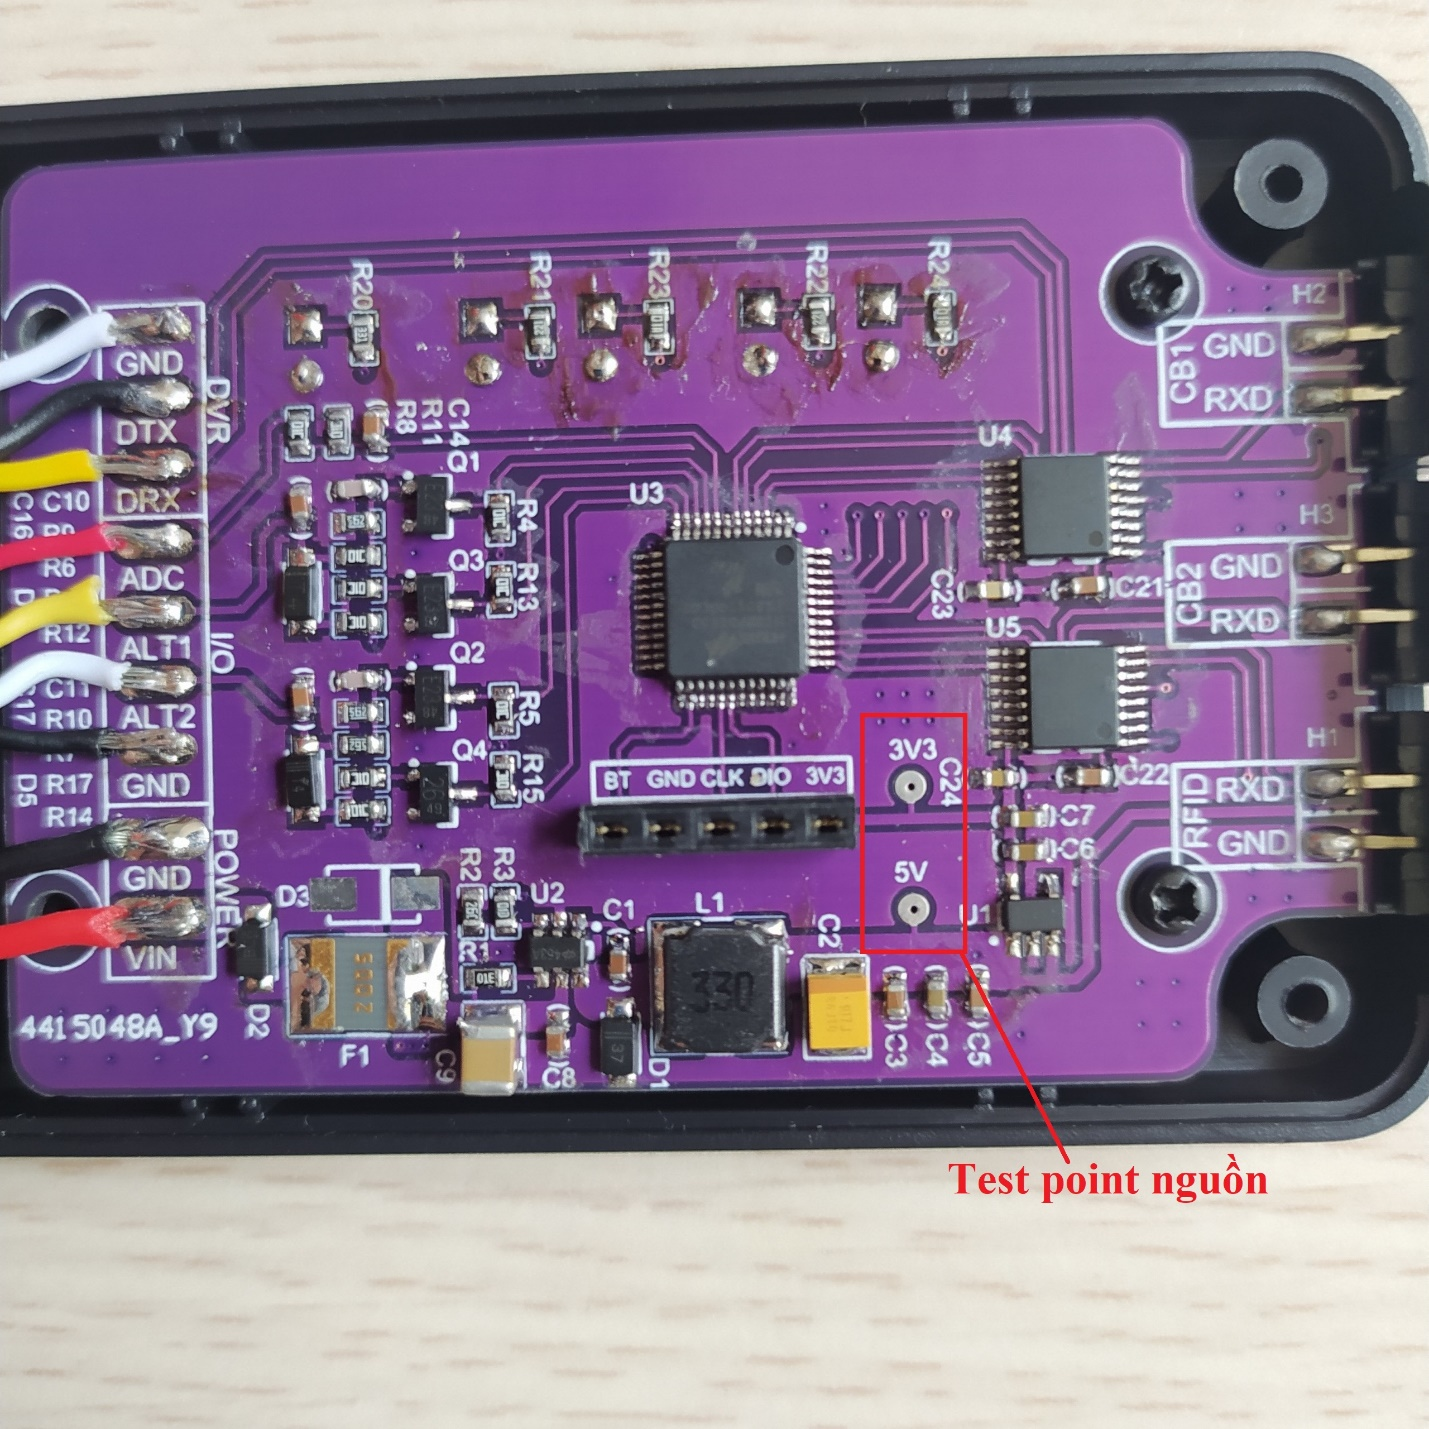 R20
R21
R23
R22
R24
H2
CB1
GND
RXD
GND
DTX
DRX
DVR
C10
C16
R9
R6
ADC
R12
ALT1
I/O
C11
ALT2
R10
R7
GND
R17
D5
R14
POWER
GND
VIN
4415048A_Y9
R8
R11
C14
Q1
R4
Q3
R13
Q2
R5
Q4
R15
U3
U4
C23
C21
U5
H3
CB2
GND
RXD
H1
RFID
RXD
GND
BT GND CLK DIO 3V3
3V3
C24
C22
C7
C6
5V
U1
D3
R2
R3
U2
C1
L1
C2
R1
330
D2
F1
C9
C8
D1
C3
C4
C5
Test point nguồn